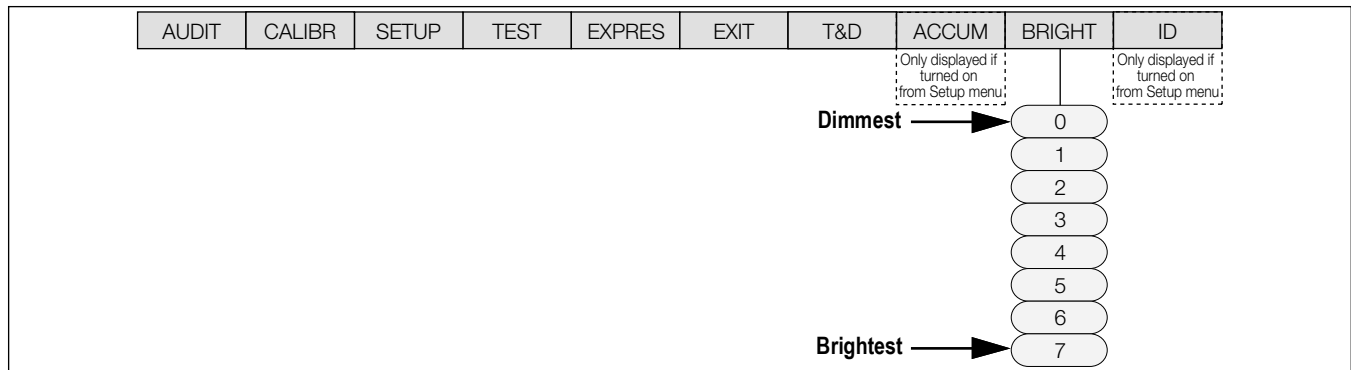 AUDIT CALIBR SETUP TEST EXPRES EXIT T&D ACCUM BRIGHT ID
Only displayed if
turned on
from Setup menu
Only displayed if
turned on
from Setup menu
Dimmest 0
1
2
3
4
5
6
Brightest 7